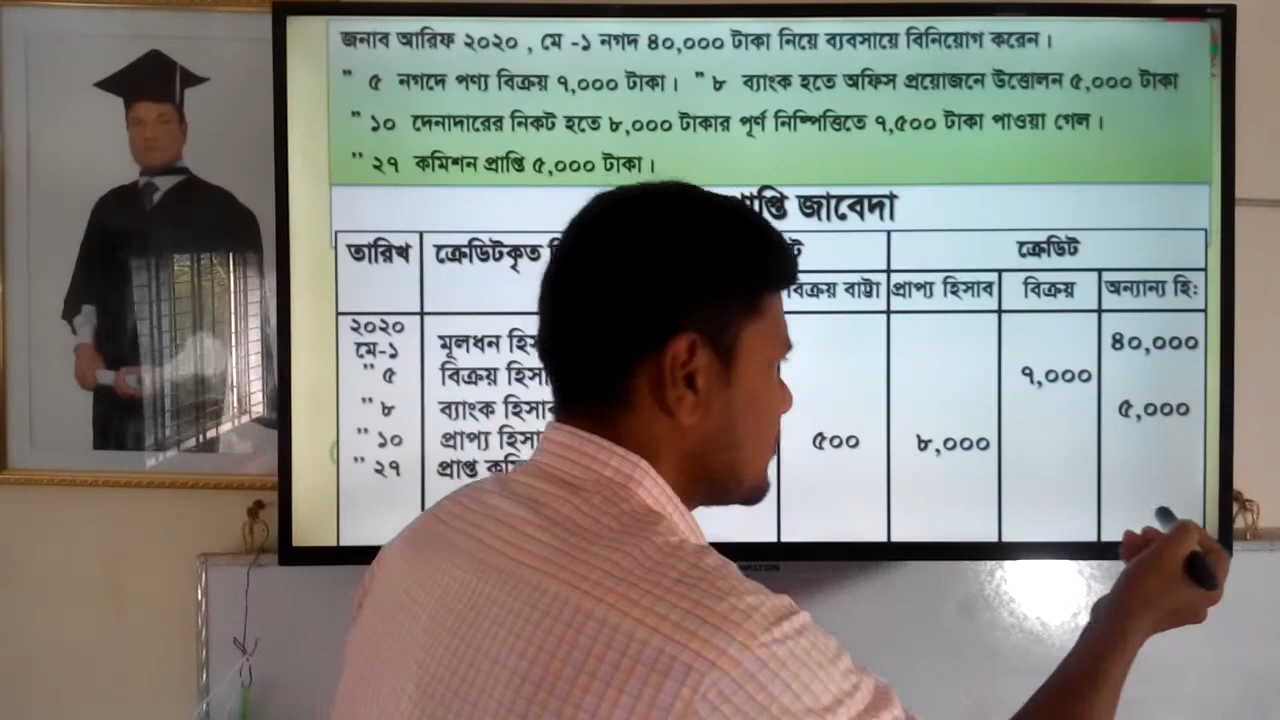 জনাব আরিফ ২০২০ , মে -১ নগদ ৪০,০০০ টাকা নিয়ে ব্যবসায়ে বিনিয়োগ করেন ।
" ৫ নগদে পণ্য বিক্রয় ৭,০০০ টাকা । " ৮ ব্যাংক হতে অফিস প্রয়োজনে উত্তোলন ৫,০০০ টাকা
" ১০ দেনাদারের নিকট হতে ৮,০০০ টাকার পূর্ণ নিষ্পিত্তিতে ৭,৫০০ টাকা পাওয়া গেল ।
" ২৭ কমিশন প্রাপ্তি ৫,০০০ টাকা ।
জাবেদা
তারিখ ক্রেডিটকৃত ক্রেডিট
বিক্রয় বাট্টা প্রাপ্য হিসাব বিক্রয় অন্যান্য হিঃ
২০২০
মে-১ মূলধন ৪০,০০০
" ৫ বিক্রয় ৭,০০০
" ৮ ব্যাংক ৫,০০০
" ১০ প্রাপ্য ৫০০ ৮,০০০
" ২৭ প্রাপ্ত